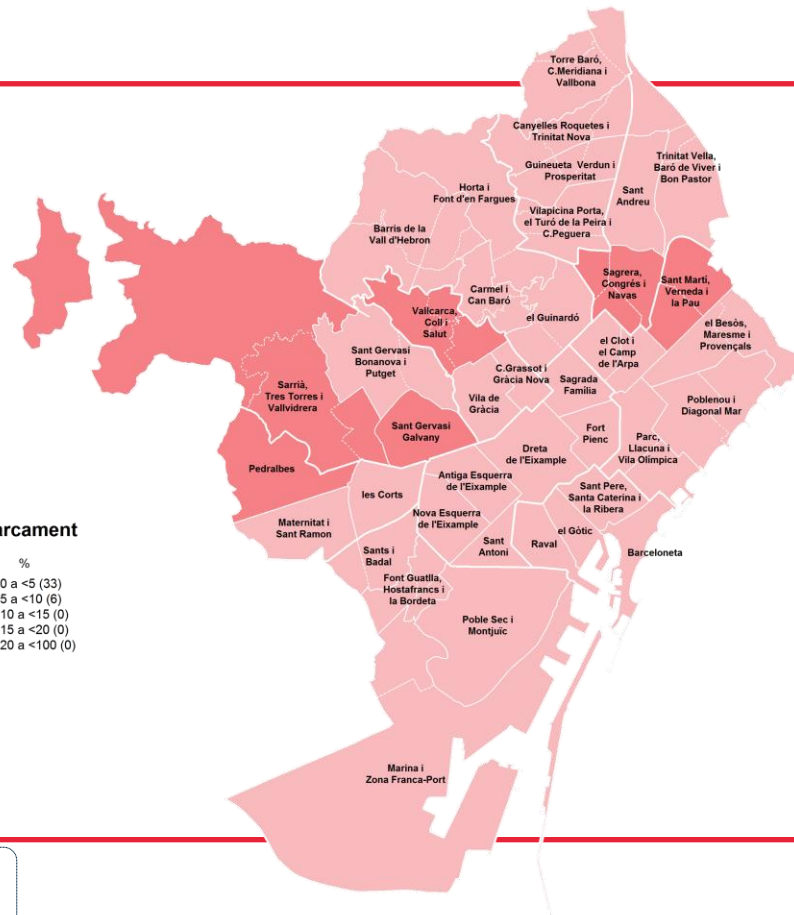 Torre Baró,
C.Meridiana i
Vallbona
Canyelles Roquetes i
Trinitat Nova
Guineueta Verdun i
Prosperitat
Trinitat Vella,
Baró de Viver i
Bon Pastor
Sant
Andreu
Horta i
Font d'en Fargues
Vilapicina Porta,
el Turó de la Peira i
C.Peguera
Barris de la
Vall d'Hebron
Sagrera,
Congrés i
Navas
Sant Martí,
Verneda i
la Pau
Carmel i
Can Baró
Vallcarca,
Coll i
Salut
el Guinardó
el Besòs,
Maresme i
Provençals
el Clot i
el Camp
de l'Arpa
Sant Gervasi
Bonanova i
Putget
C.Grassot i
Gràcia Nova
Sagrada
Família
Sarrià,
Tres Torres i
Vallvidrera
Vila de
Gràcia
Poblenou i
Diagonal Mar
Sant Gervasi
Galvany
Fort
Pienc
Parc,
Llacuna i
Vila Olímpica
Dreta
de l'Eixample
Pedralbes
Antiga Esquerra
de l'Eixample
les Corts
Sant Pere,
Santa Caterina i
la Ribera
Maternitat i
Sant Ramon
Nova Esquerra
de l'Eixample
el Gòtic
Sant
Antoni
Raval
Barceloneta
Sants i
Badal
Font Guatlla,
Hostafrancs i
la Bordeta
Poble Sec i
Montjuïc
Marina i
Zona Franca-Port
arcament
%
0 a <5 (33)
5 a <10 (6)
10 a <15 (0)
15 a <20 (0)
20 a <100 (0)